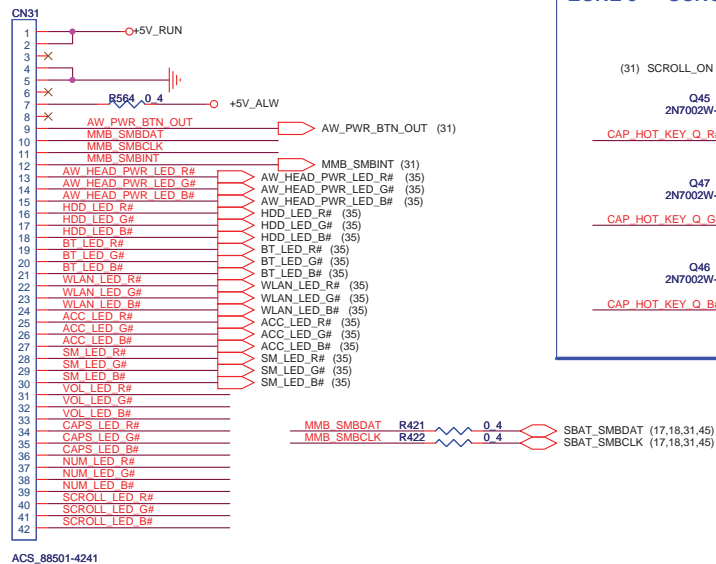 CN31
1 +5V_RUN
2
3
4
5
6
7 R564 0_4 +5V_ALW
8
9 AW_PWR_BTN_OUT AW_PWR_BTN_OUT (31)
10 MMB_SMBDAT
11 MMB_SMBCLK
12 MMB_SMBINT MMB_SMBINT (31)
13 AW_HEAD_PWR_LED_R# AW_HEAD_PWR_LED_R# (35)
14 AW_HEAD_PWR_LED_G# AW_HEAD_PWR_LED_G# (35)
15 AW_HEAD_PWR_LED_B# AW_HEAD_PWR_LED_B# (35)
16 HDD_LED_R# HDD_LED_R# (35)
17 HDD_LED_G# HDD_LED_G# (35)
18 HDD_LED_B# HDD_LED_B# (35)
19 BT_LED_R# BT_LED_R# (35)
20 BT_LED_G# BT_LED_G# (35)
21 BT_LED_B# BT_LED_B# (35)
22 WLAN_LED_R# WLAN_LED_R# (35)
23 WLAN_LED_G# WLAN_LED_G# (35)
24 WLAN_LED_B# WLAN_LED_B# (35)
25 ACC_LED_R# ACC_LED_R# (35)
26 ACC_LED_G# ACC_LED_G# (35)
27 ACC_LED_B# ACC_LED_B# (35)
28 SM_LED_R# SM_LED_R# (35)
29 SM_LED_G# SM_LED_G# (35)
30 SM_LED_B# SM_LED_B# (35)
31 VOL_LED_R#
32 VOL_LED_G#
33 VOL_LED_B#
34 CAPS_LED_R#
35 CAPS_LED_G#
36 CAPS_LED_B#
37 NUM_LED_R#
38 NUM_LED_G#
39 NUM_LED_B#
40 SCROLL_LED_R#
41 SCROLL_LED_G#
42 SCROLL_LED_B#
ACS_88501-4241
MMB_SMBDAT R421 0_4 SBAT_SMBDAT (17,18,31,45)
MMB_SMBCLK R422 0_4 SBAT_SMBCLK (17,18,31,45)
(31) SCROLL_ON
Q45
2N7002W-
CAP_HOT_KEY_Q_R#
Q47
2N7002W-
CAP_HOT_KEY_Q_G
Q46
2N7002W-
CAP_HOT_KEY_Q_B#